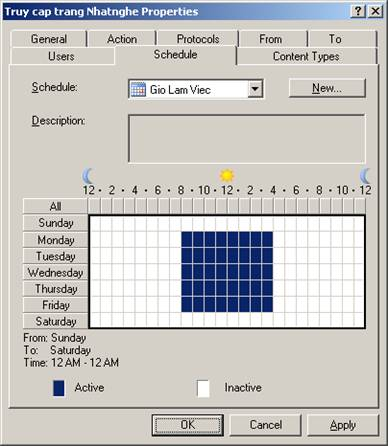 Truy cap trang Nhatnghe Properties
General Action Protocols From To
Users Schedule Content Types
Schedule: Gio Lam Viec New...
Description:
12 · 2 · 4 · 6 · 8 · 10 · 12 · 2 · 4 · 6 · 8 · 10 · 12
All
Sunday
Monday
Tuesday
Wednesday
Thursday
Friday
Saturday
From: Sunday
To: Saturday
Time: 12 AM - 12 AM
Active Inactive
OK Cancel Apply